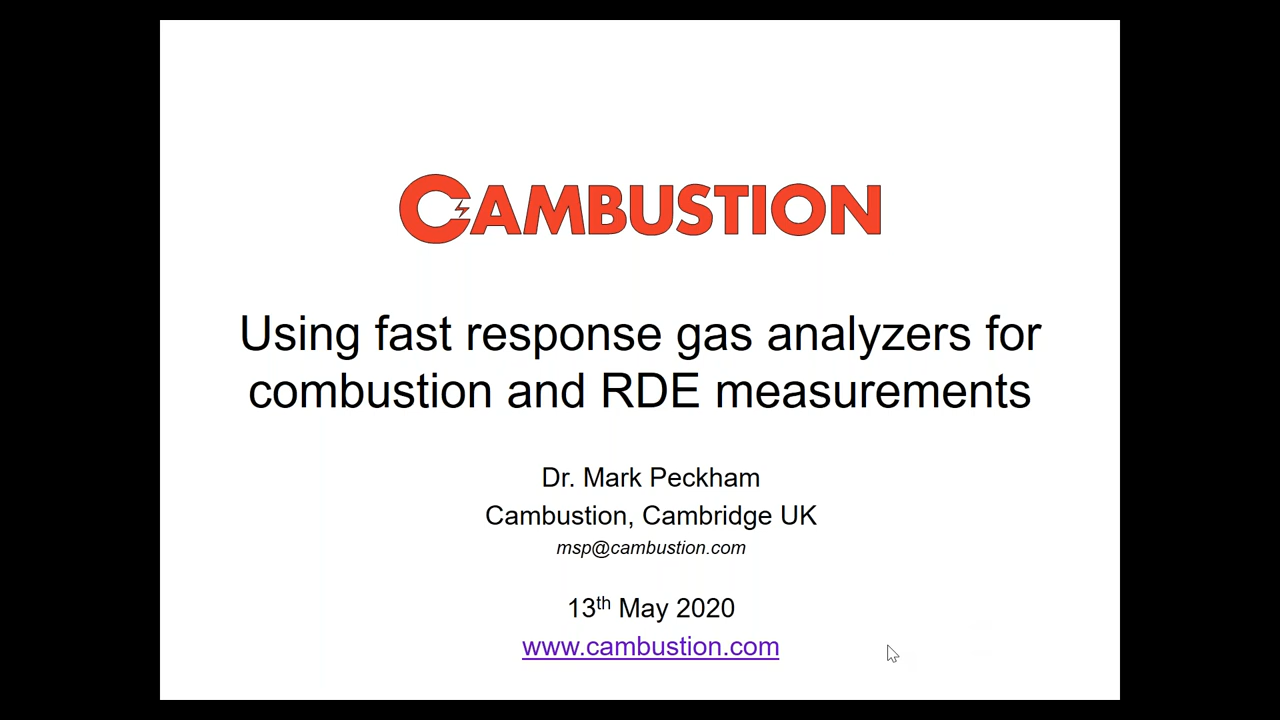 CAMBUSTION
Using fast response gas analyzers for
combustion and RDE measurements
Dr. Mark Peckham
Cambustion, Cambridge UK
msp@cambustion.com
13th May 2020
www.cambustion.com